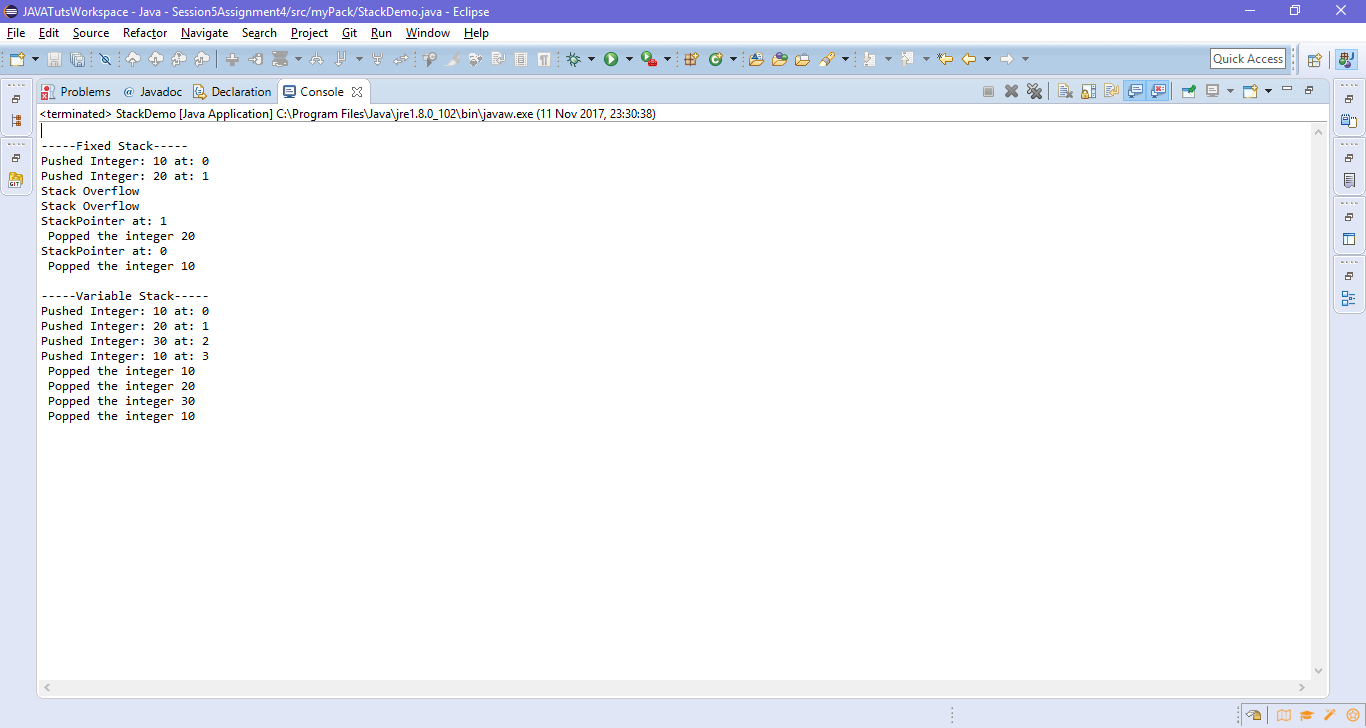 JAVATutsWorkspace - Java - Session5Assignment4/src/myPack/StackDemo.java - Eclipse
File Edit Source Refactor Navigate Search Project Git Run Window Help
Quick Access
Problems @ Javadoc Declaration Console
<terminated> StackDemo [Java Application] C:\Program Files\Java\jre1.8.0_102\bin\javaw.exe (11 Nov 2017, 23:30:38)
-----Fixed Stack-----
Pushed Integer: 10 at: 0
Pushed Integer: 20 at: 1
Stack Overflow
Stack Overflow
StackPointer at: 1
Popped the integer 20
StackPointer at: 0
Popped the integer 10
-----Variable Stack-----
Pushed Integer: 10 at: 0
Pushed Integer: 20 at: 1
Pushed Integer: 30 at: 2
Pushed Integer: 10 at: 3
Popped the integer 10
Popped the integer 20
Popped the integer 30
Popped the integer 10
GIT